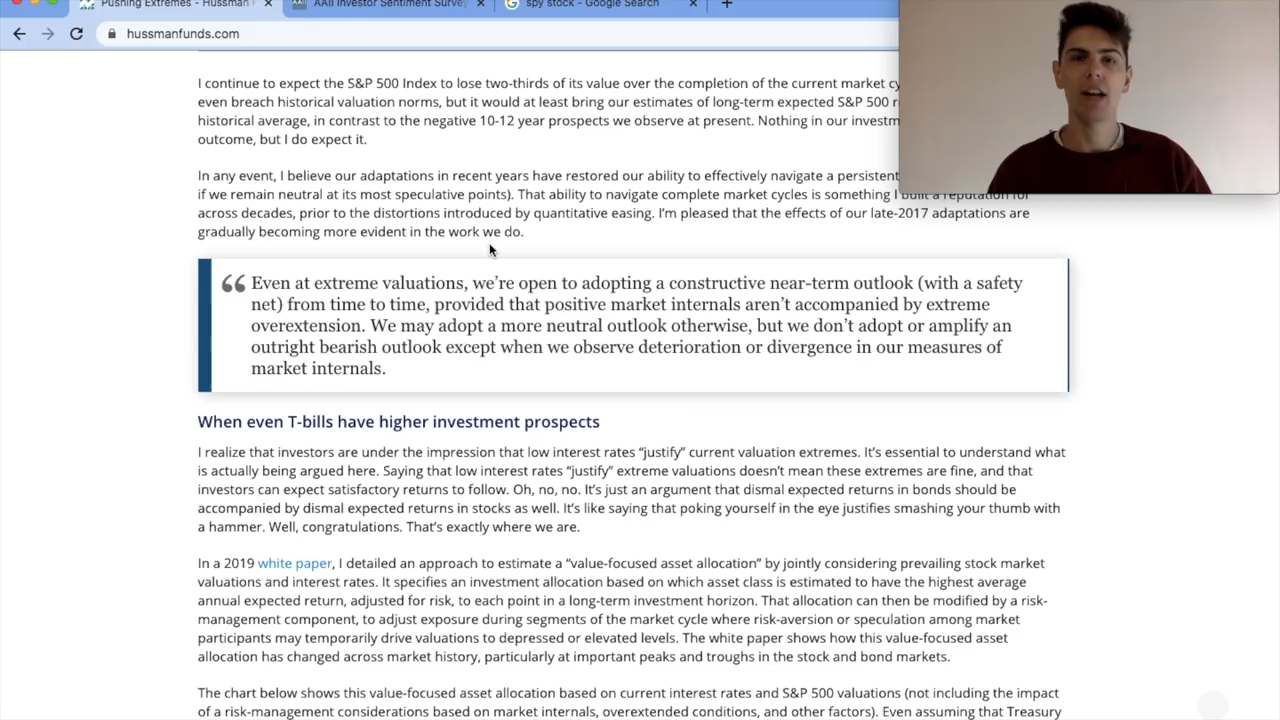 Pushing Extremes - Hussman
AAII Investor Sentiment Survey
spy stock - Google Search
hussmanfunds.com
I continue to expect the S&P 500 Index to lose two-thirds of its value over the completion of the current market
even breach historical valuation norms, but it would at least bring our estimates of long-term expected S&P 500
historical average, in contrast to the negative 10-12 year prospects we observe at present. Nothing in our
outcome, but I do expect it.
In any event, I believe our adaptations in recent years have restored our ability to effectively navigate a persistent
if we remain neutral at its most speculative points). That ability to navigate complete market cycles is something I built a reputation for
across decades, prior to the distortions introduced by quantitative easing. I’m pleased that the effects of our late-2017 adaptations are
gradually becoming more evident in the work we do.
“ Even at extreme valuations, we’re open to adopting a constructive near-term outlook (with a safety
net) from time to time, provided that positive market internals aren’t accompanied by extreme
overextension. We may adopt a more neutral outlook otherwise, but we don’t adopt or amplify an
outright bearish outlook except when we observe deterioration or divergence in our measures of
market internals.
When even T-bills have higher investment prospects
I realize that investors are under the impression that low interest rates “justify” current valuation extremes. It’s essential to understand what
is actually being argued here. Saying that low interest rates “justify” extreme valuations doesn’t mean these extremes are fine, and that
investors can expect satisfactory returns to follow. Oh, no, no. It’s just an argument that dismal expected returns in bonds should be
accompanied by dismal expected returns in stocks as well. It’s like saying that poking yourself in the eye justifies smashing your thumb with
a hammer. Well, congratulations. That’s exactly where we are.
In a 2019 white paper, I detailed an approach to estimate a “value-focused asset allocation” by jointly considering prevailing stock market
valuations and interest rates. It specifies an investment allocation based on which asset class is estimated to have the highest average
annual expected return, adjusted for risk, to each point in a long-term investment horizon. That allocation can then be modified by a risk-
management component, to adjust exposure during segments of the market cycle where risk-aversion or speculation among market
participants may temporarily drive valuations to depressed or elevated levels. The white paper shows how this value-focused asset
allocation has changed across market history, particularly at important peaks and troughs in the stock and bond markets.
The chart below shows this value-focused asset allocation based on current interest rates and S&P 500 valuations (not including the impact
of a risk-management considerations based on market internals, overextended conditions, and other factors). Even assuming that Treasury